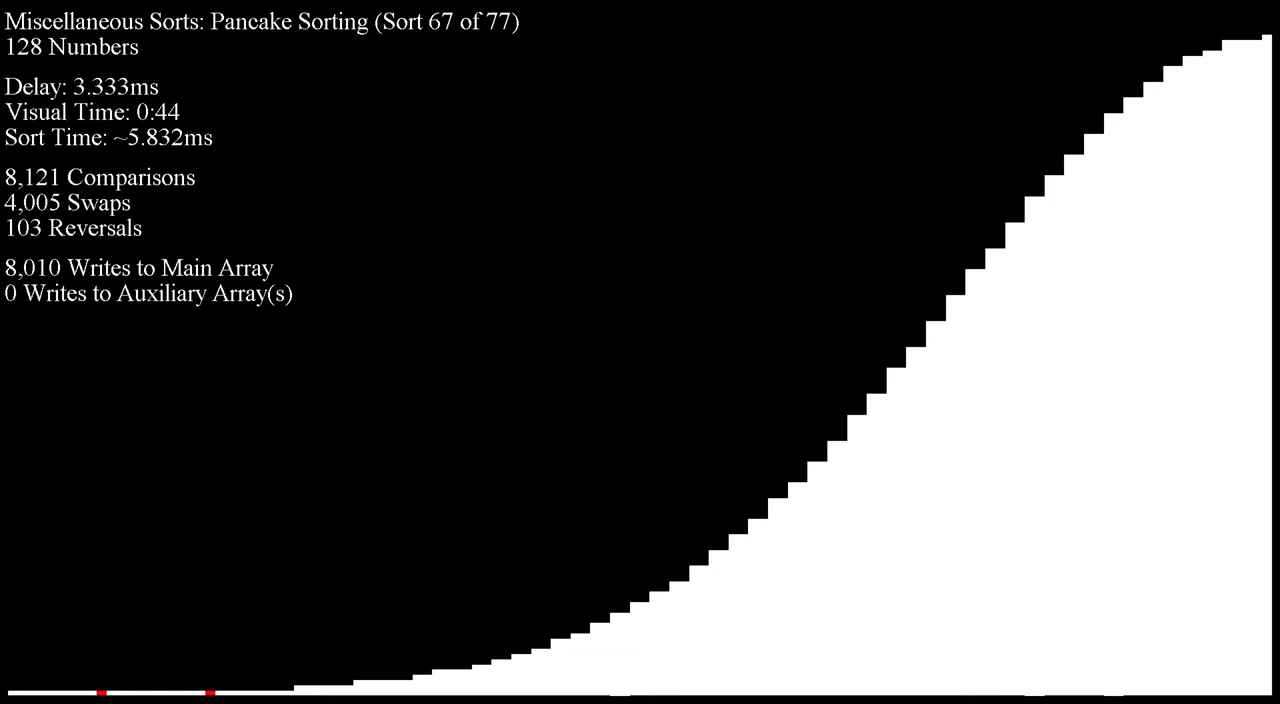 Miscellaneous Sorts: Pancake Sorting (Sort 67 of 77)
128 Numbers
Delay: 3.333ms
Visual Time: 0:44
Sort Time: ~5.832ms
8,121 Comparisons
4,005 Swaps
103 Reversals
8,010 Writes to Main Array
0 Writes to Auxiliary Array(s)